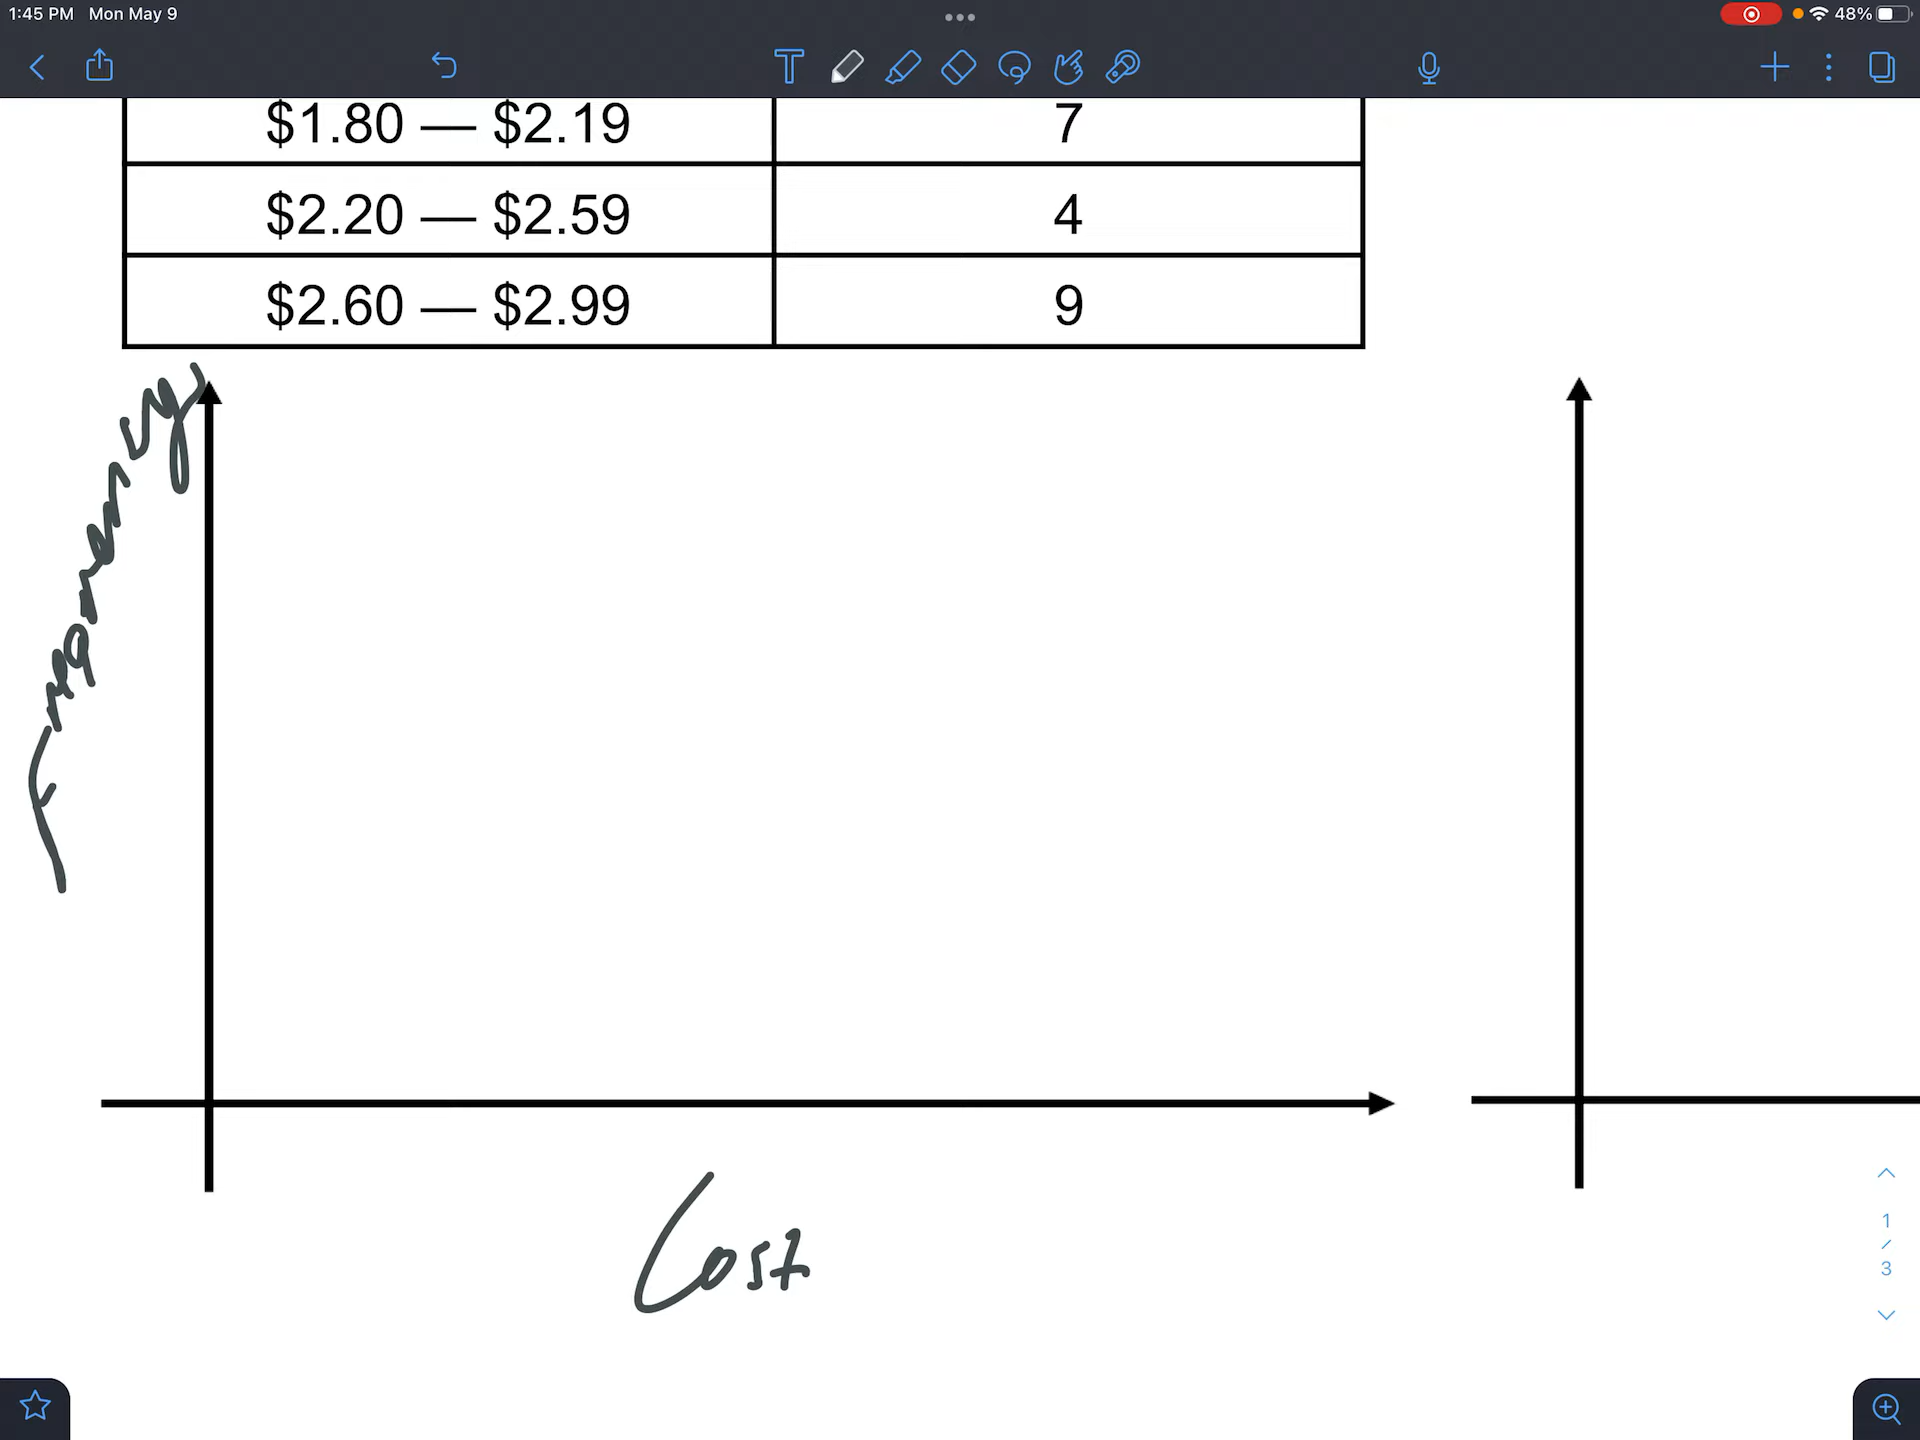 1:45 PM Mon May 9
48%
$1.80 — $2.19 7
$2.20 — $2.59 4
$2.60 — $2.99 9
Frequency
Cost
1
/
3